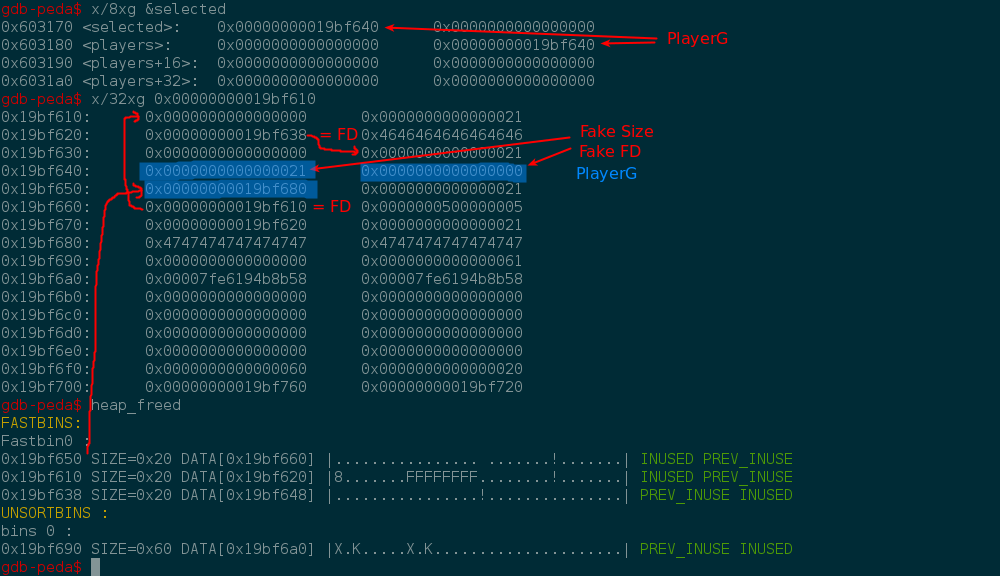 gdb-peda$ x/8xg &selected
0x603170 <selected>: 0x00000000019bf640 0x0000000000000000
0x603180 <players>: 0x0000000000000000 0x00000000019bf640 PlayerG
0x603190 <players+16>: 0x0000000000000000 0x0000000000000000
0x6031a0 <players+32>: 0x0000000000000000 0x0000000000000000
gdb-peda$ x/32xg 0x00000000019bf610
0x19bf610: 0x0000000000000000 0x0000000000000021
0x19bf620: 0x00000000019bf638 = FD 0x4646464646464646 Fake Size
0x19bf630: 0x0000000000000000 0x0000000000000021 Fake FD
0x19bf640: 0x0000000000000021 0x0000000000000000 PlayerG
0x19bf650: 0x00000000019bf680 0x0000000000000021
0x19bf660: 0x00000000019bf610 = FD 0x0000000500000005
0x19bf670: 0x00000000019bf620 0x0000000000000021
0x19bf680: 0x4747474747474747 0x4747474747474747
0x19bf690: 0x0000000000000000 0x0000000000000061
0x19bf6a0: 0x00007fe6194b8b58 0x00007fe6194b8b58
0x19bf6b0: 0x0000000000000000 0x0000000000000000
0x19bf6c0: 0x0000000000000000 0x0000000000000000
0x19bf6d0: 0x0000000000000000 0x0000000000000000
0x19bf6e0: 0x0000000000000000 0x0000000000000000
0x19bf6f0: 0x0000000000000060 0x0000000000000020
0x19bf700: 0x00000000019bf760 0x00000000019bf720
gdb-peda$ heap_freed
FASTBINS:
Fastbin0 :
0x19bf650 SIZE=0x20 DATA[0x19bf660] |................ .......!.......| INUSED PREV_INUSE
0x19bf610 SIZE=0x20 DATA[0x19bf620] |8.......FFFFFFFF........!.......| INUSED PREV_INUSE
0x19bf638 SIZE=0x20 DATA[0x19bf648] |................!...............| PREV_INUSE INUSED
UNSORTBINS :
bins 0 :
0x19bf690 SIZE=0x60 DATA[0x19bf6a0] |X.K.....X.K.....................| PREV_INUSE INUSED
gdb-peda$